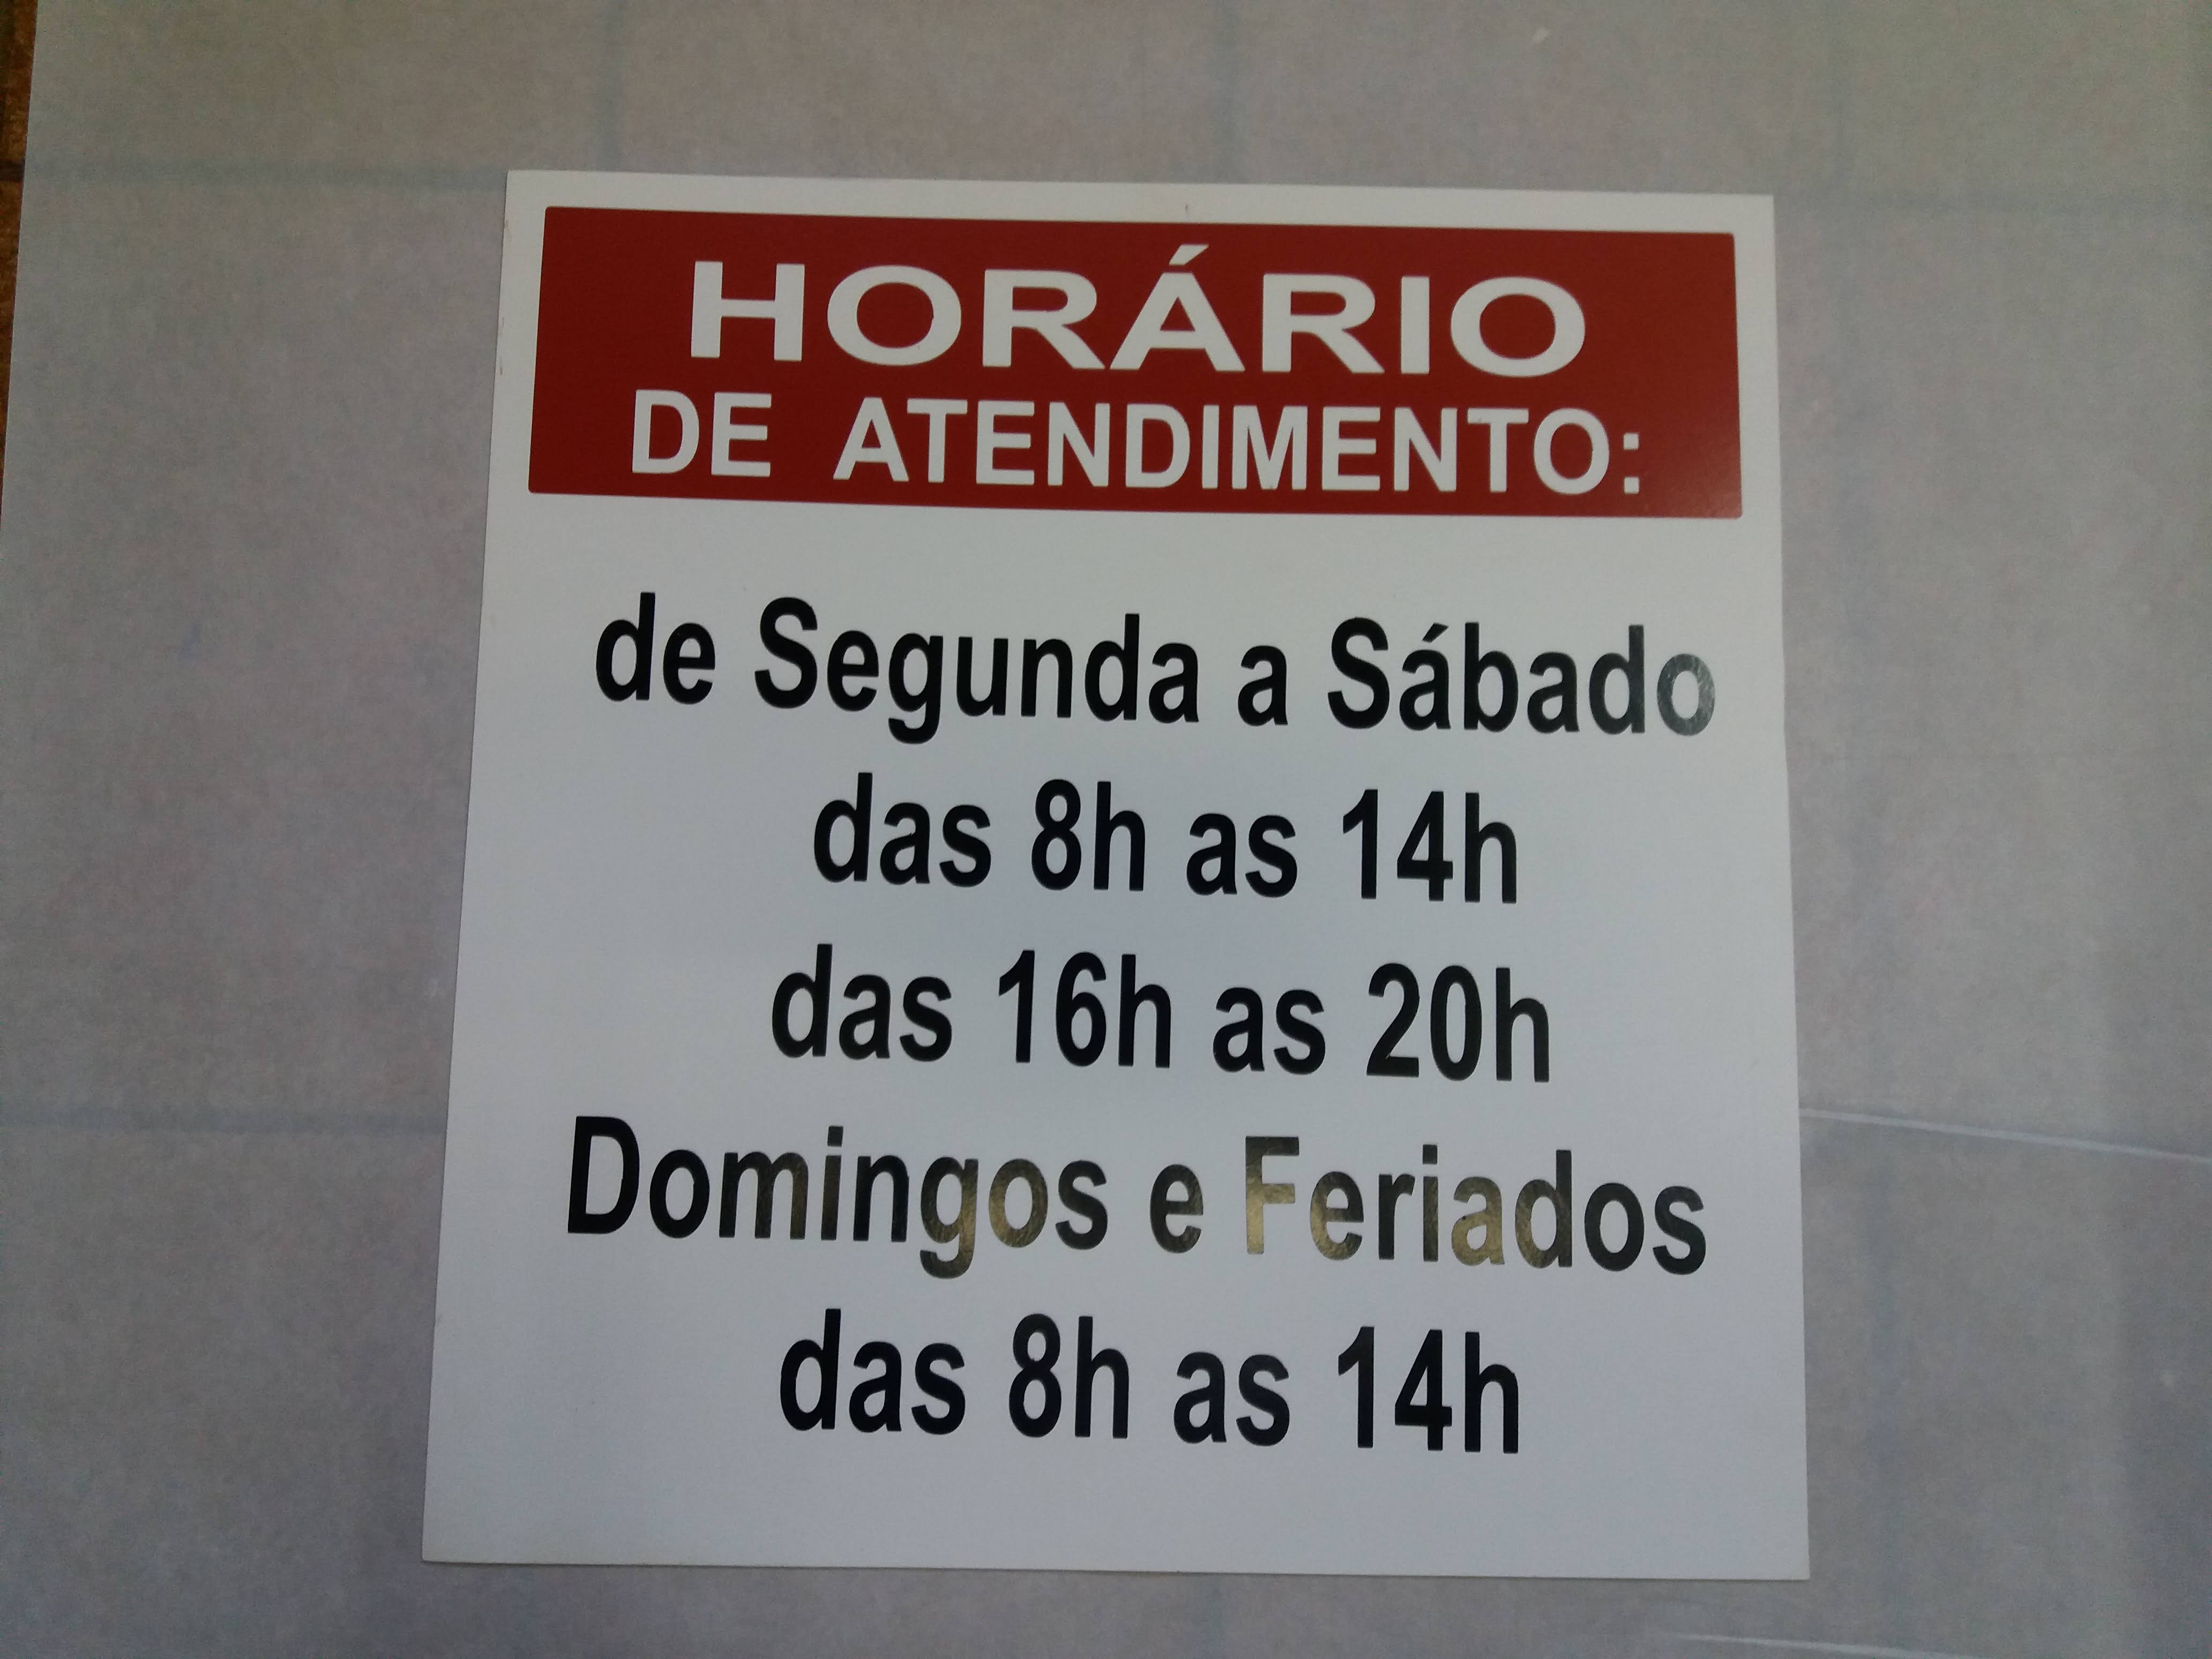 HORÁRIO
DE ATENDIMENTO:
de Segunda a Sábado
das 8h as 14h
das 16h as 20h
Domingos e Feriados
das 8h as 14h